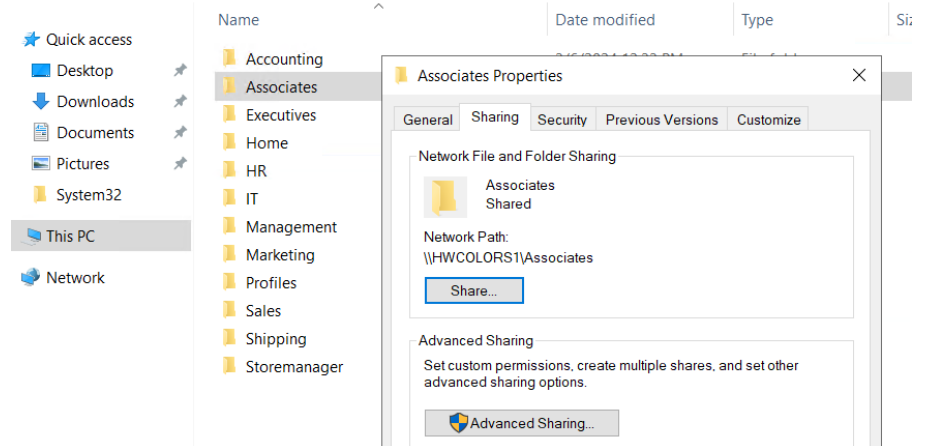 Name Date modified Type
Quick access
Desktop
Downloads
Documents
Pictures
System32
This PC
Network
Accounting
Associates
Executives
Home
HR
IT
Management
Marketing
Profiles
Sales
Shipping
Storemanager
Associates Properties
General Sharing Security Previous Versions Customize
Network File and Folder Sharing
Associates
Shared
Network Path:
\\HWCOLORS1\Associates
Share...
Advanced Sharing
Set custom permissions, create multiple shares, and set other
advanced sharing options.
Advanced Sharing...